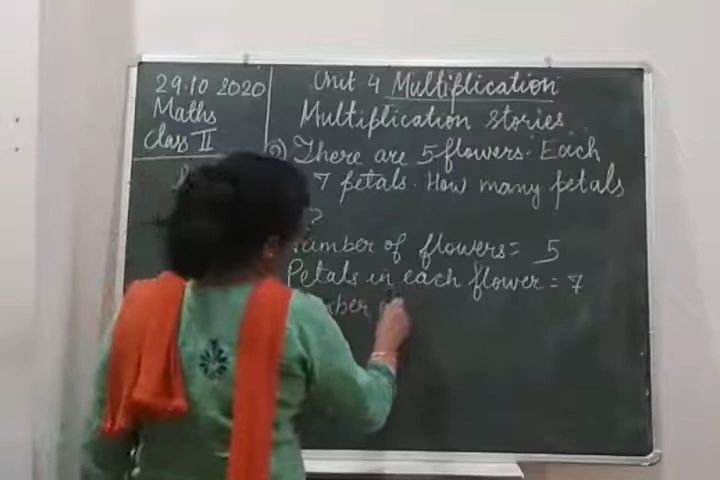 29.10 2020
Maths
Class II
Unit 4 Multiplication
Multiplication stories
There are 5 flowers. Each
7 petals. How many petals
?
Number of flowers = 5
Petals in each flower = 7